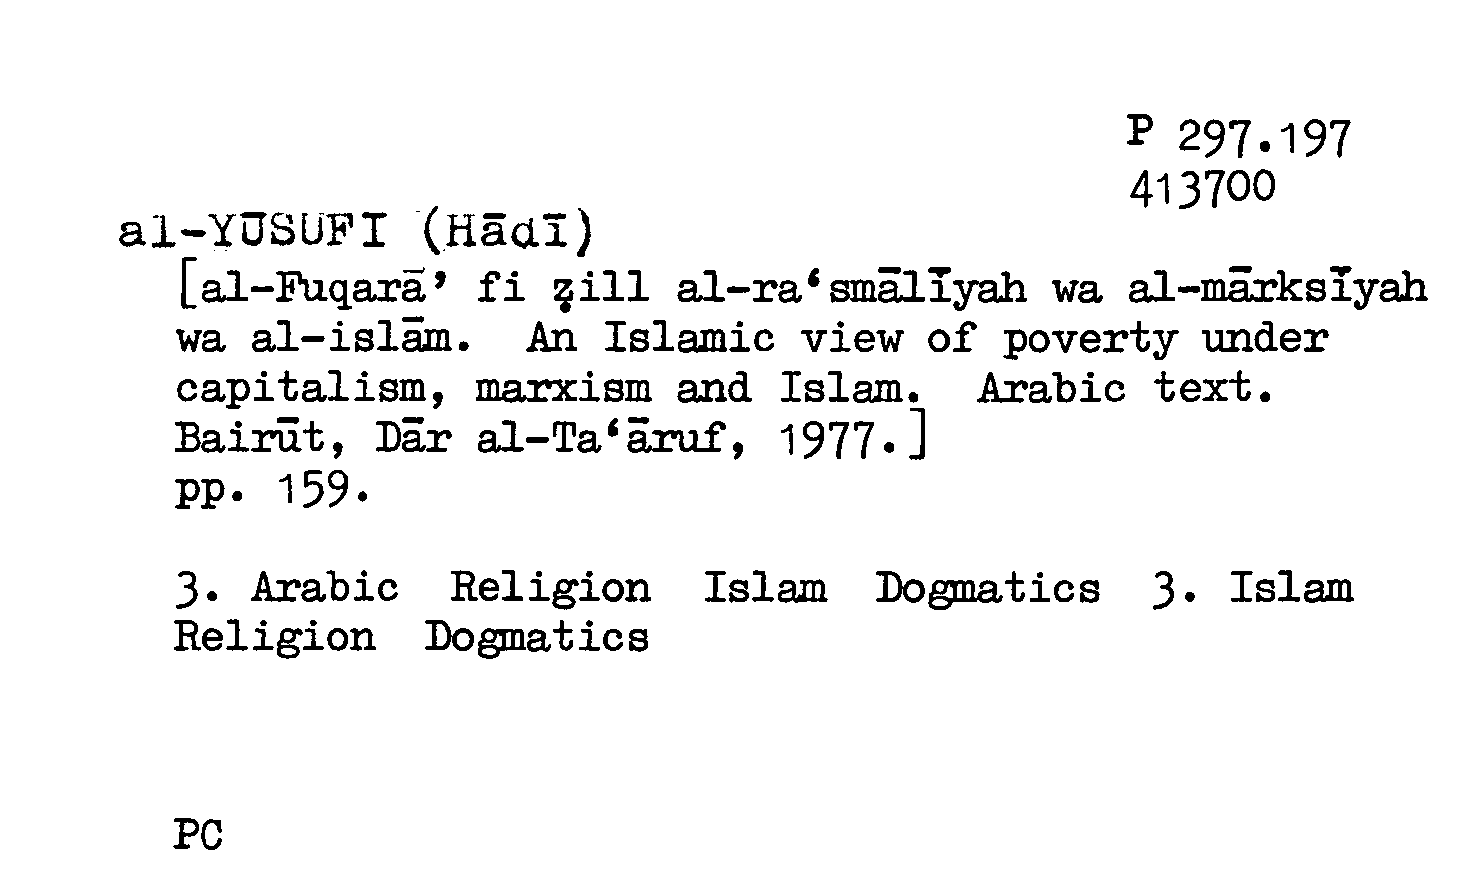 P 297.197
413700
al-YŪSUFI (Hādī)
[al-Fuqarā’ fi ẓill al-ra‘smālīyah wa al-mārksīyah
wa al-islām. An Islamic view of poverty under
capitalism, marxism and Islam. Arabic text.
Bairūt, Dār al-Ta‘āruf, 1977.]
pp. 159.
3. Arabic Religion Islam Dogmatics 3. Islam
Religion Dogmatics
PC